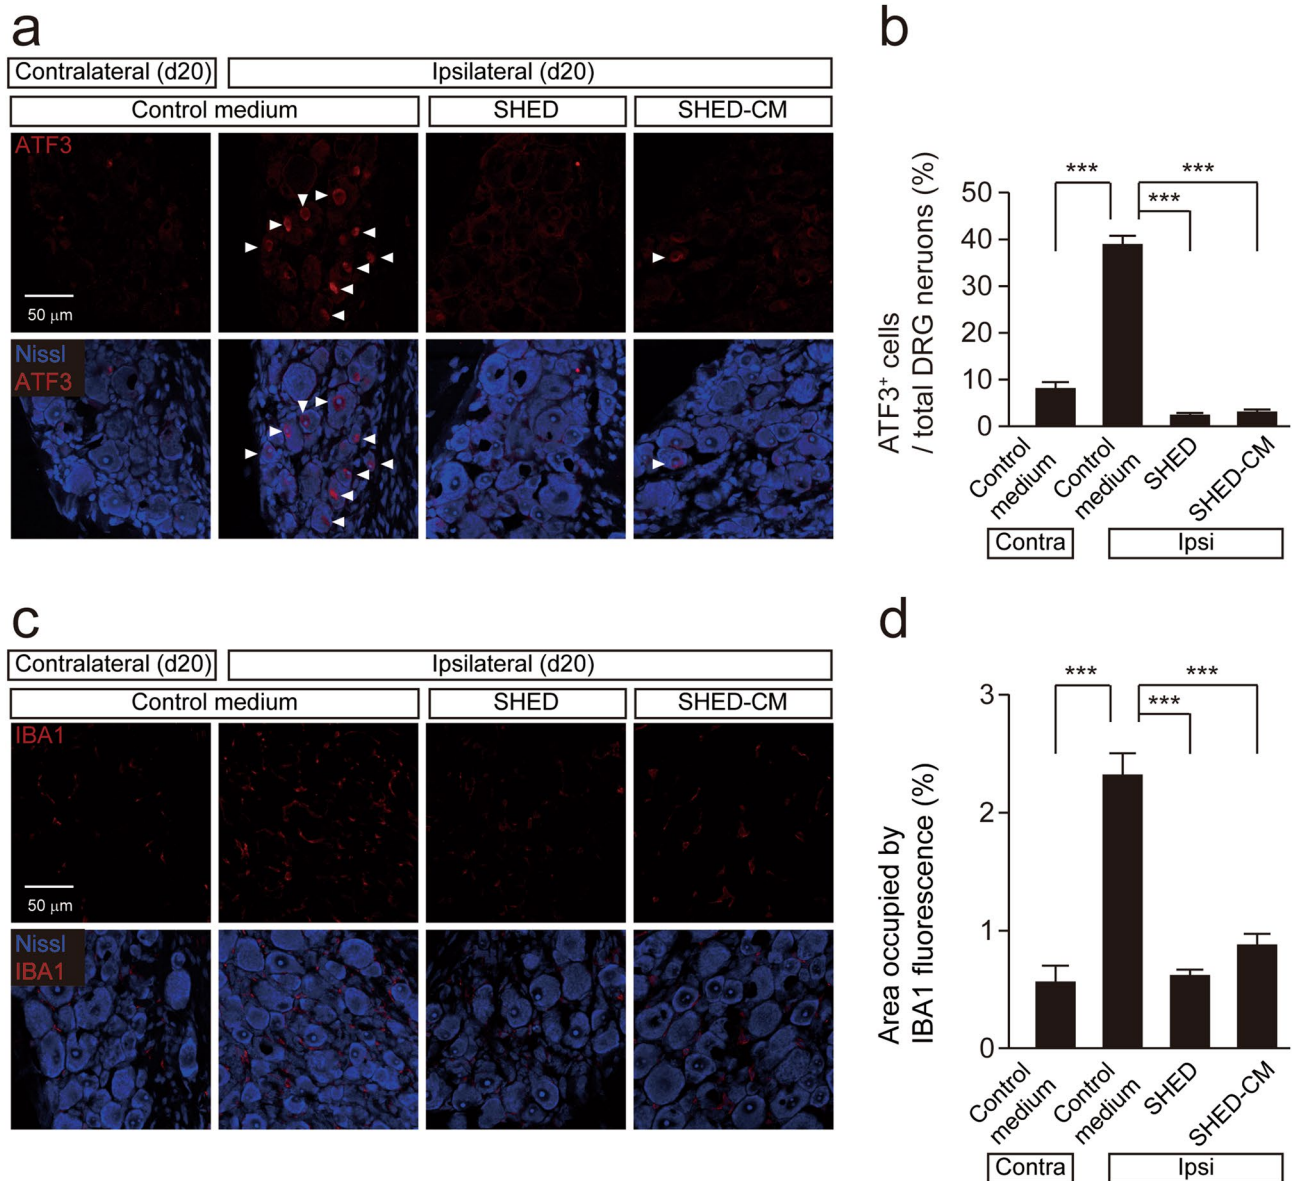 a
Contralateral (d20)
Ipsilateral (d20)
Control medium
SHED
SHED-CM
ATF3
50 μm
Nissl
ATF3
b
ATF3+ cells
/ total DRG neruons (%)
50
40
30
20
10
0
***
***
***
Control
medium
Control
medium
SHED
SHED-CM
Contra
Ipsi
c
Contralateral (d20)
Ipsilateral (d20)
Control medium
SHED
SHED-CM
IBA1
50 μm
Nissl
IBA1
d
Area occupied by
IBA1 fluorescence (%)
3
2
1
0
***
***
***
Control
medium
Control
medium
SHED
SHED-CM
Contra
Ipsi